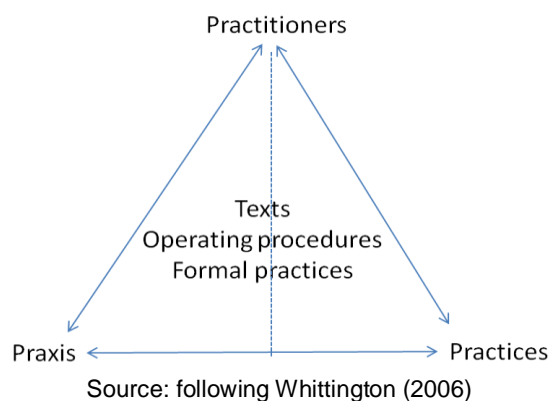 Practitioners
Texts
Operating procedures
Formal practices
Praxis
Practices
Source: following Whittington (2006)